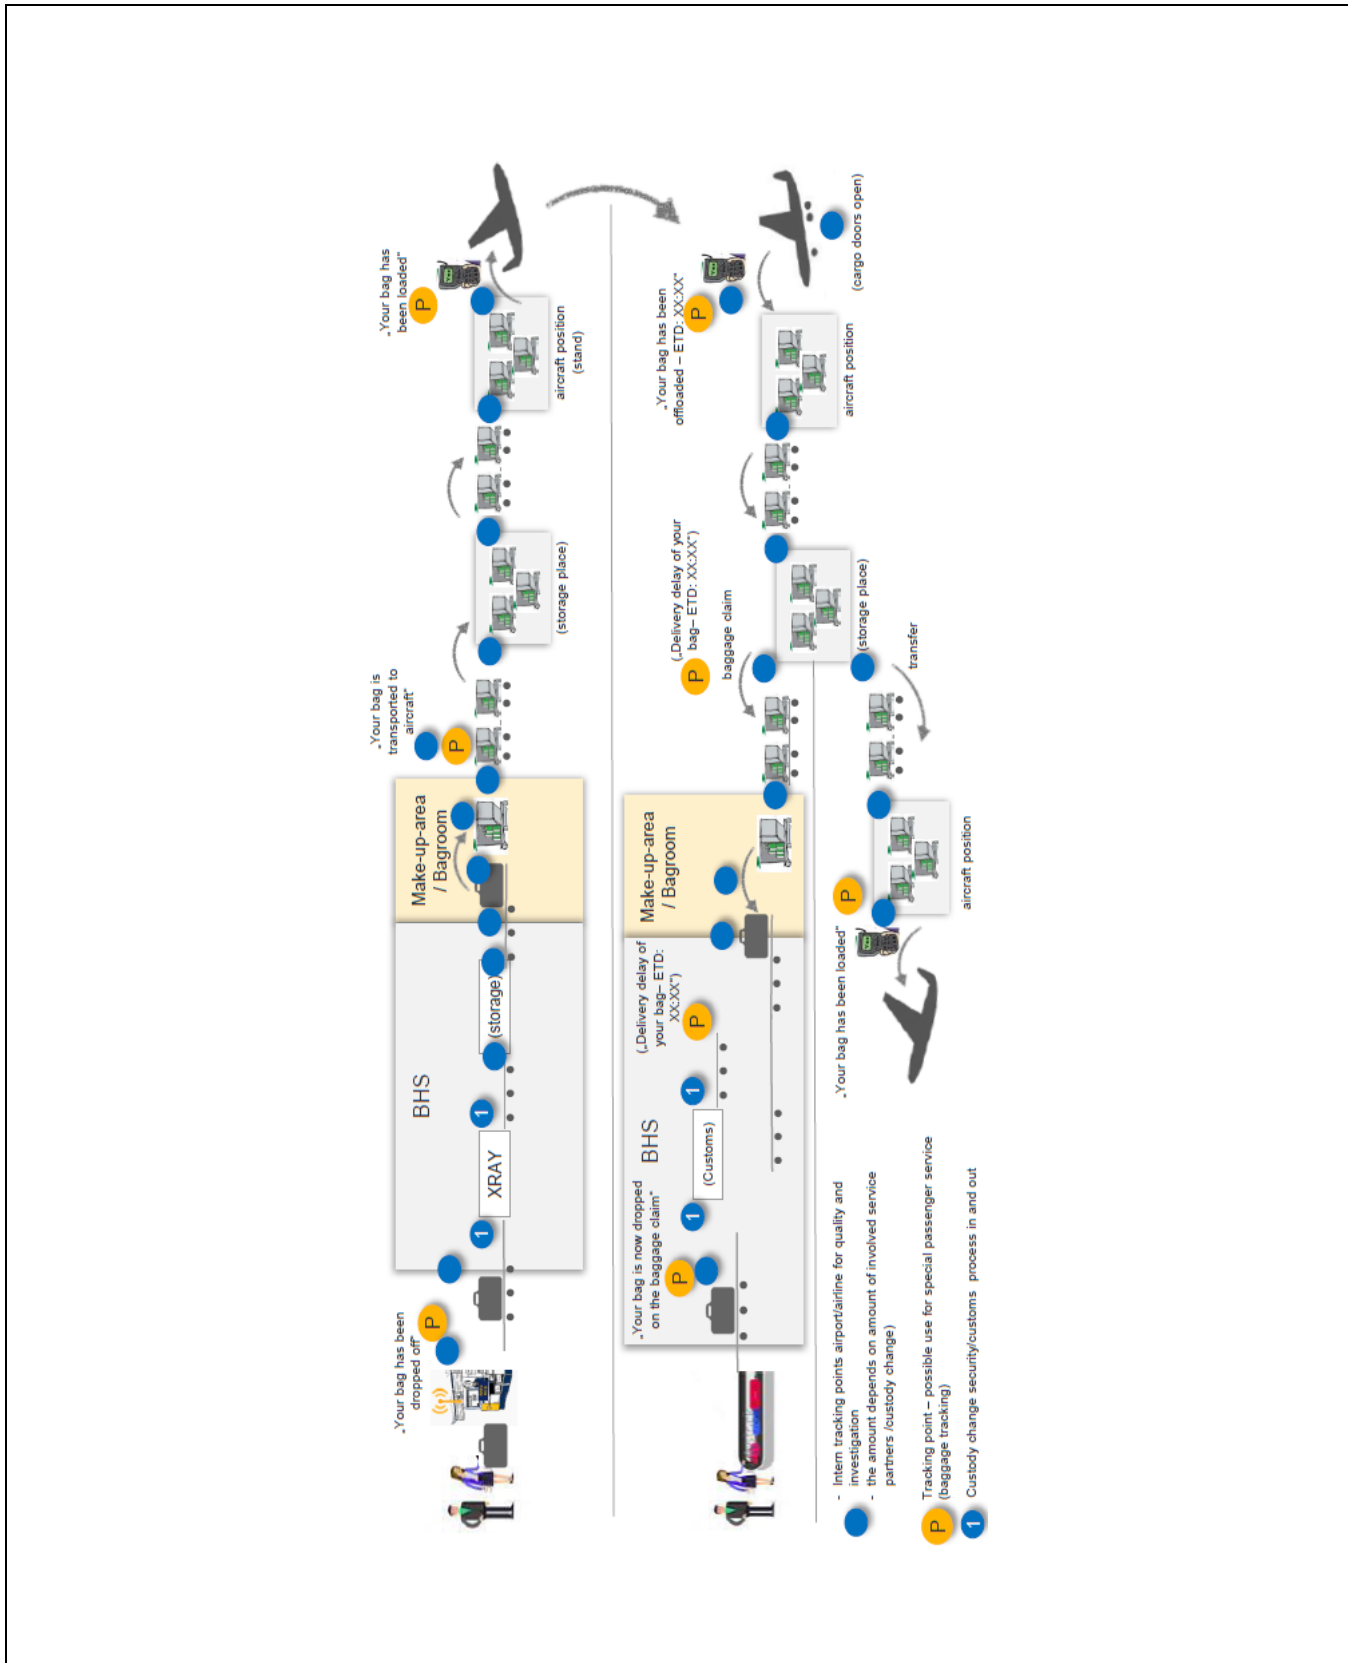 „Your bag has been
dropped off“
P
BHS
1
XRAY
1
(storage)
Make-up-area
/ Bagroom
„Your bag is
transported to
aircraft“
P
(storage place)
„Your bag has
been loaded“
P
aircraft position
(stand)
„Your bag is now dropped
on the baggage claim“
P
BHS
1
(Customs)
1
(„Delivery delay of
your bag– ETD:
XX:XX“)
P
Make-up-area
/ Bagroom
(„Delivery delay of your
bag– ETD: XX:XX“)
P
baggage claim
(storage place)
„Your bag has been
offloaded – ETD: XX:XX“
P
aircraft position
(cargo doors open)
transfer
„Your bag has been loaded“
P
aircraft position
- Intern tracking points airport/airline for quality and
investigation
- the amount depends on amount of involved service
partners /custody change)
P
Tracking point – possible use for special passenger service
(baggage tracking)
1
Custody change security/customs process in and out